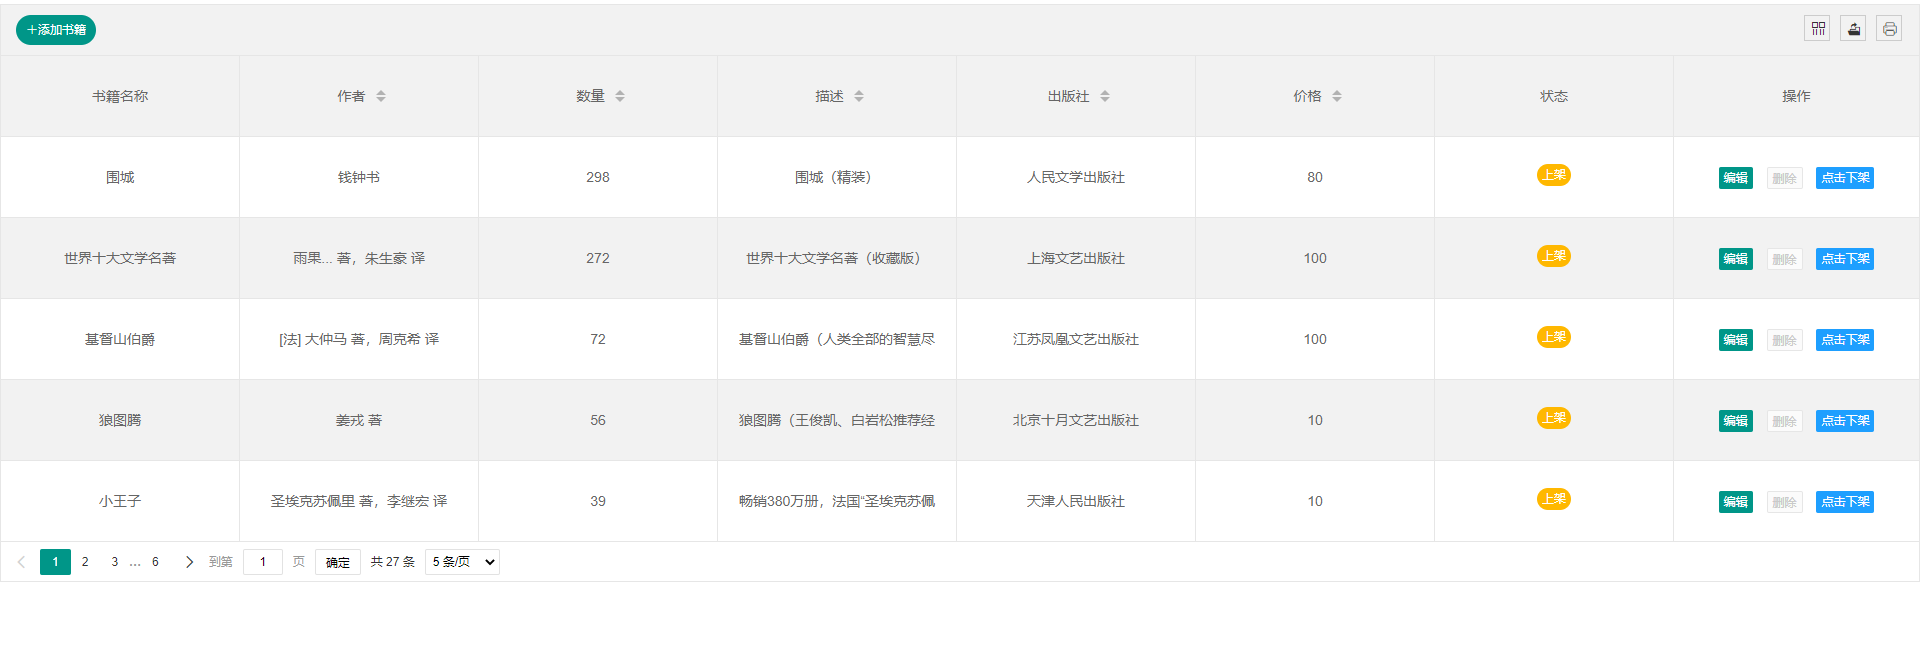 +添加书籍
书籍名称 作者 数量 描述 出版社 价格 状态 操作
围城 钱钟书 298 围城（精装） 人民文学出版社 80 上架 编辑 删除 点击下架
世界十大文学名著 雨果... 著，朱生豪 译 272 世界十大文学名著（收藏版） 上海文艺出版社 100 上架 编辑 删除 点击下架
基督山伯爵 [法] 大仲马 著，周克希 译 72 基督山伯爵（人类全部的智慧尽 江苏凤凰文艺出版社 100 上架 编辑 删除 点击下架
狼图腾 姜戎 著 56 狼图腾（王俊凯、白岩松推荐经 北京十月文艺出版社 10 上架 编辑 删除 点击下架
小王子 圣埃克苏佩里 著，李继宏 译 39 畅销380万册，法国“圣埃克苏佩 天津人民出版社 10 上架 编辑 删除 点击下架
1 2 3 ... 6 到第 1 页 确定 共 27 条 5 条/页